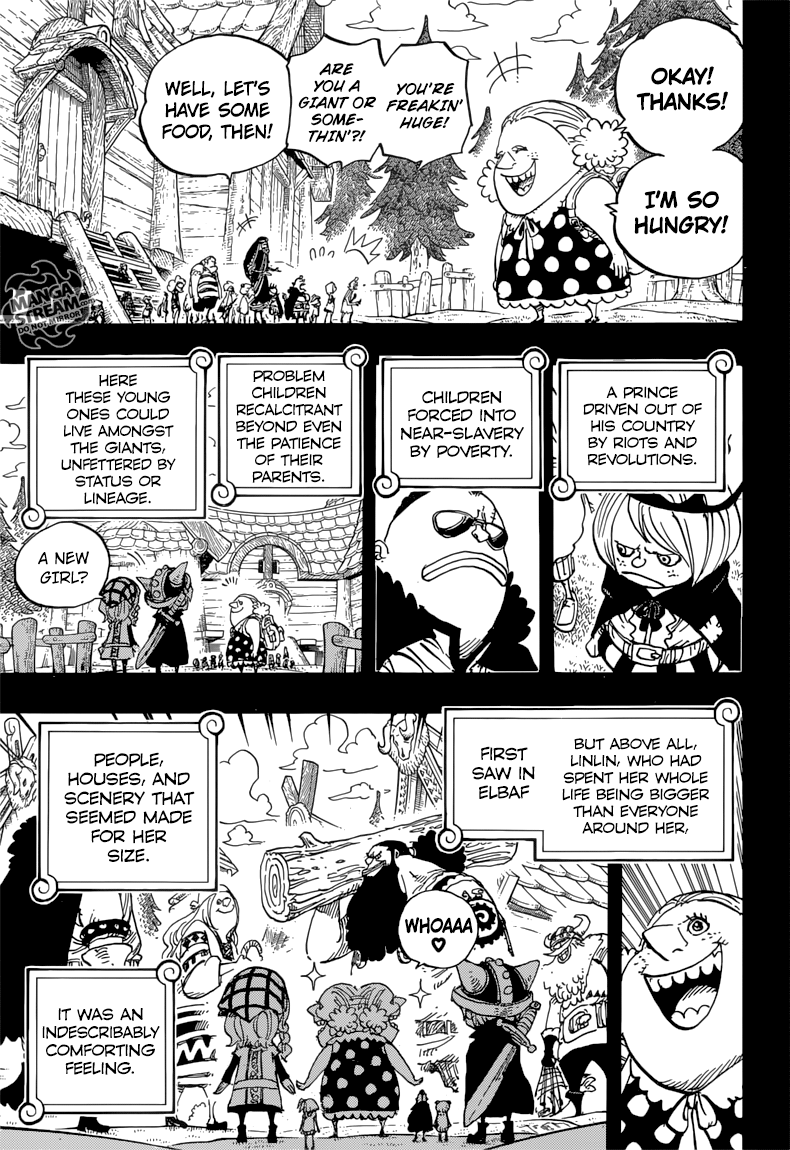 OKAY!
THANKS!
I'M SO
HUNGRY!
YOU'RE
FREAKIN'
HUGE!
ARE
YOU A
GIANT OR
SOME-
THIN'?!
WELL, LET'S
HAVE SOME
FOOD, THEN!
MANGA
STREAM.COM
DO NOT MIRROR
A PRINCE
DRIVEN OUT OF
HIS COUNTRY
BY RIOTS AND
REVOLUTIONS.
CHILDREN
FORCED INTO
NEAR-SLAVERY
BY POVERTY.
PROBLEM
CHILDREN
RECALCITRANT
BEYOND EVEN
THE PATIENCE
OF THEIR
PARENTS.
HERE
THESE YOUNG
ONES COULD
LIVE AMONGST
THE GIANTS,
UNFETTERED BY
STATUS OR
LINEAGE.
A NEW
GIRL?
BUT ABOVE ALL,
LINLIN, WHO HAD
SPENT HER WHOLE
LIFE BEING BIGGER
THAN EVERYONE
AROUND HER,
FIRST
SAW IN
ELBAF
PEOPLE,
HOUSES, AND
SCENERY THAT
SEEMED MADE
FOR HER
SIZE.
WHOAAA
♥
IT WAS AN
INDESCRIBABLY
COMFORTING
FEELING.